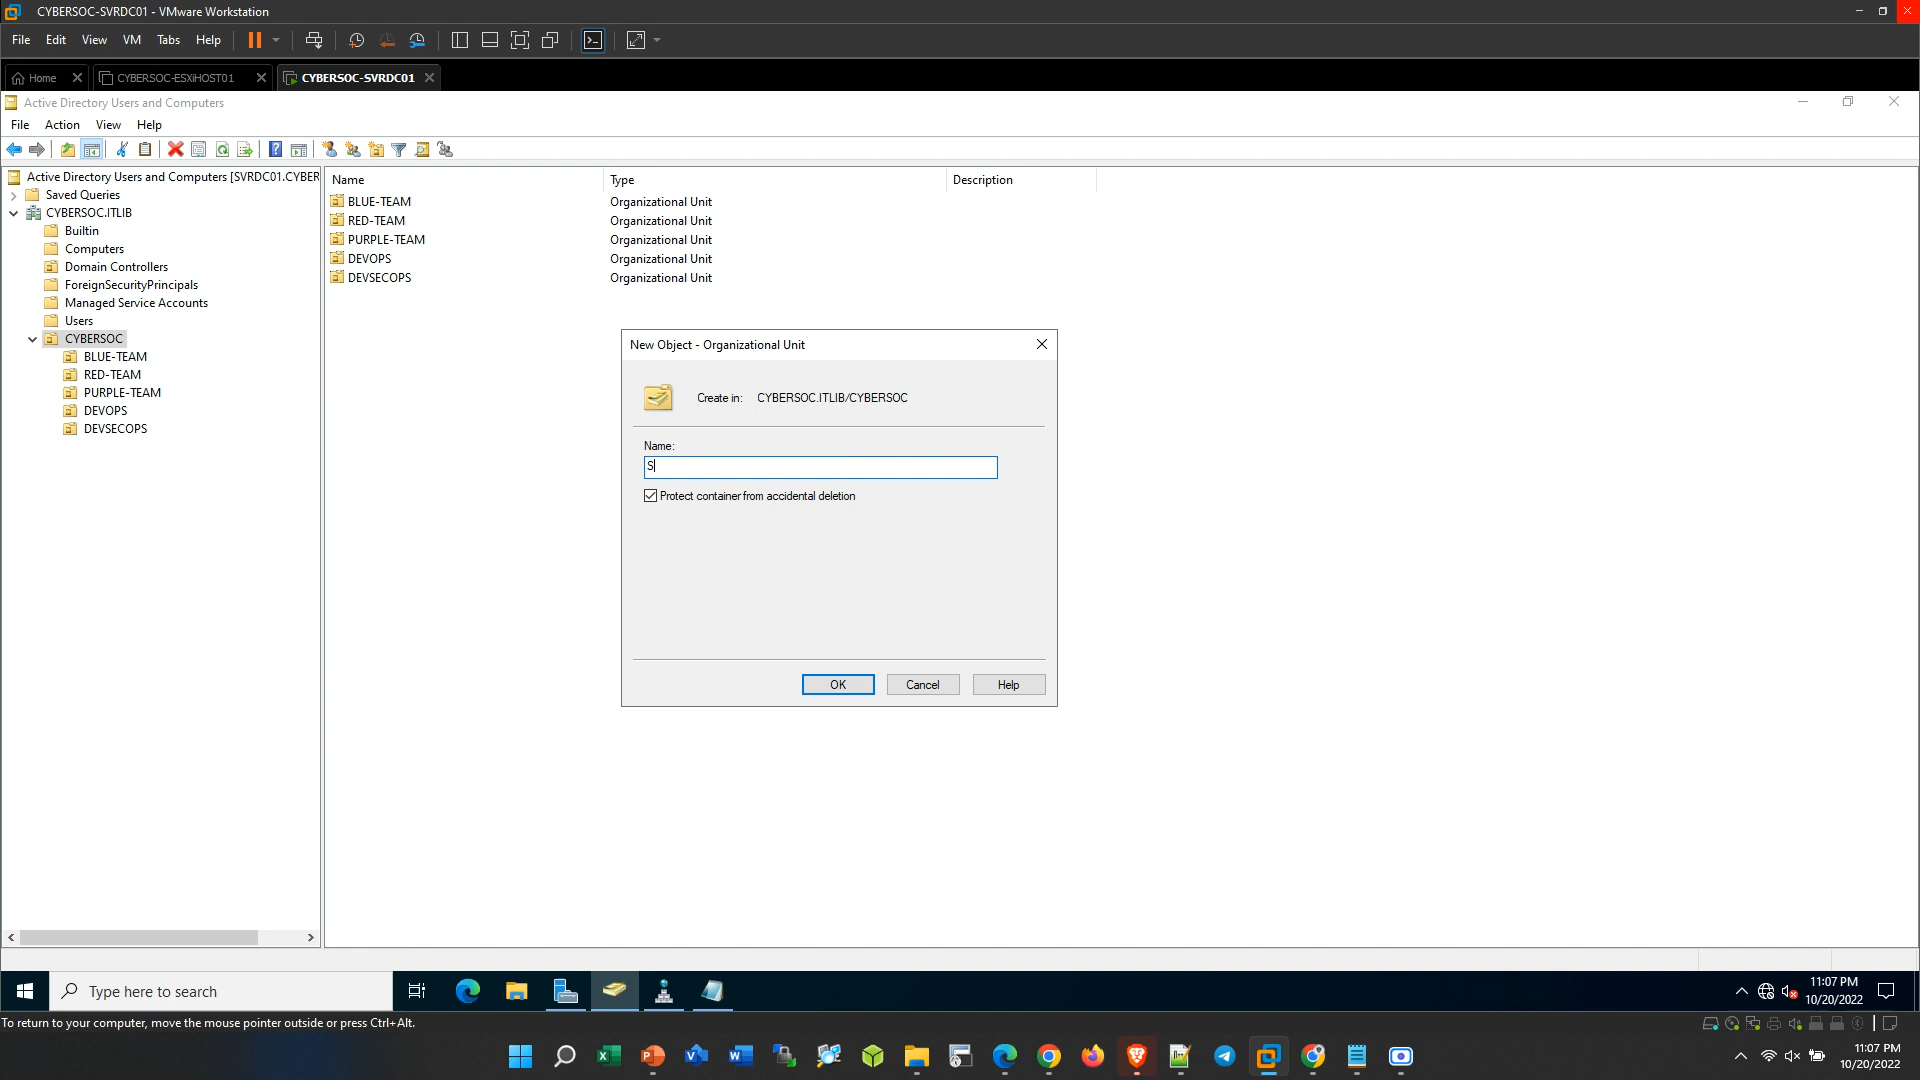 CYBERSOC-SVRDC01 - VMware Workstation
File Edit View VM Tabs Help
Home CYBERSOC-ESXiHOST01 CYBERSOC-SVRDC01
Active Directory Users and Computers
File Action View Help
Active Directory Users and Computers [SVRDC01.CYBER
Saved Queries
CYBERSOC.ITLIB
Builtin
Computers
Domain Controllers
ForeignSecurityPrincipals
Managed Service Accounts
Users
CYBERSOC
BLUE-TEAM
RED-TEAM
PURPLE-TEAM
DEVOPS
DEVSECOPS
Name Type Description
BLUE-TEAM Organizational Unit
RED-TEAM Organizational Unit
PURPLE-TEAM Organizational Unit
DEVOPS Organizational Unit
DEVSECOPS Organizational Unit
New Object - Organizational Unit
Create in: CYBERSOC.ITLIB/CYBERSOC
Name:
S
Protect container from accidental deletion
OK Cancel Help
Type here to search
11:07 PM
10/20/2022
To return to your computer, move the mouse pointer outside or press Ctrl+Alt.
11:07 PM
10/20/2022